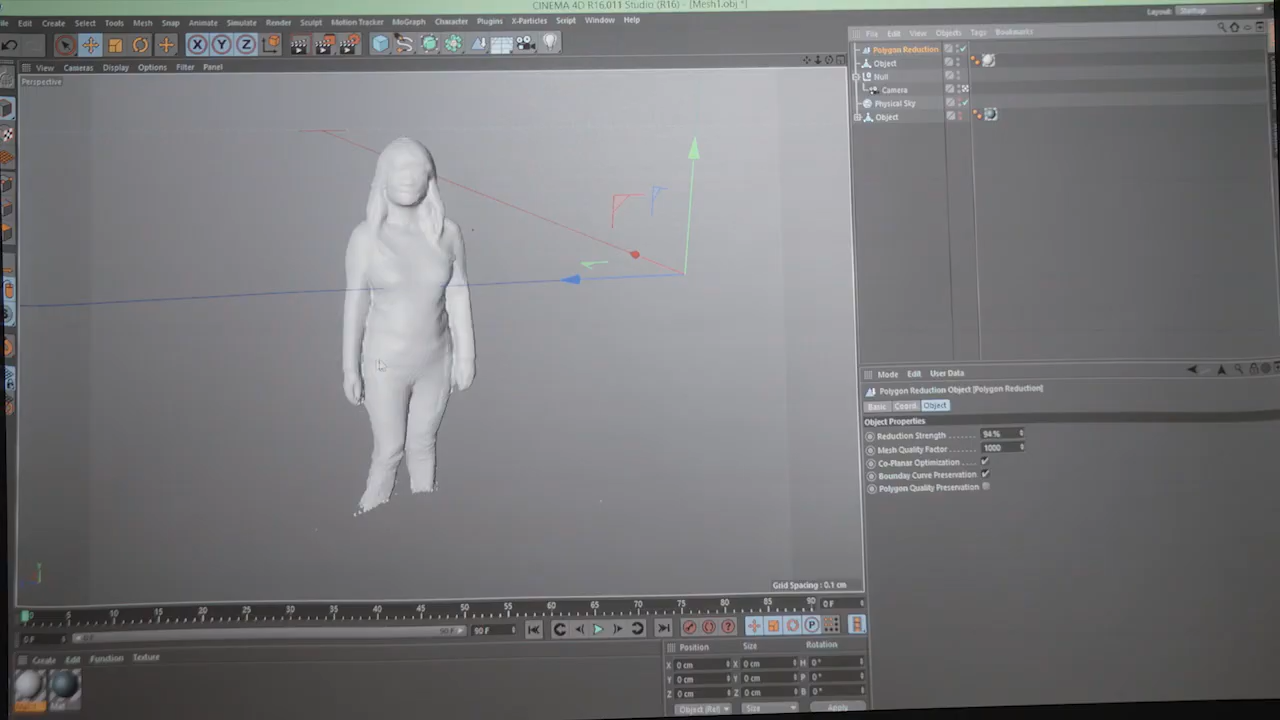 CINEMA 4D R16.011 Studio (R16) - [Mesh1.obj *]
Edit Create Select Tools Mesh Snap Animate Simulate Render Sculpt Motion Tracker MoGraph Character Plugins X-Particles Script Window Help
Layout: Startup
X Y Z
View Cameras Display Options Filter Panel
Perspective
File Edit View Objects Tags Bookmarks
Polygon Reduction
Object
Null
Camera
Physical Sky
Object
Mode Edit User Data
Polygon Reduction Object [Polygon Reduction]
Basic Coord. Object
Object Properties
Reduction Strength . . . . . . 94 %
Mesh Quality Factor . . . . . . 1000
Co-Planar Optimization . . . .
Bounday Curve Preservation
Polygon Quality Preservation
Grid Spacing : 0.1 cm
0 5 10 15 20 25 30 35 40 45 50 55 60 65 70 75 80 85 90
0 F
0 F 0 F 90 F 90 F
P
Create Edit Function Texture
Mat
Position Size Rotation
X 0 cm X 0 cm H 0 °
Y 0 cm Y 0 cm P 0 °
Z 0 cm Z 0 cm B 0 °
Object (Rel) Size Apply